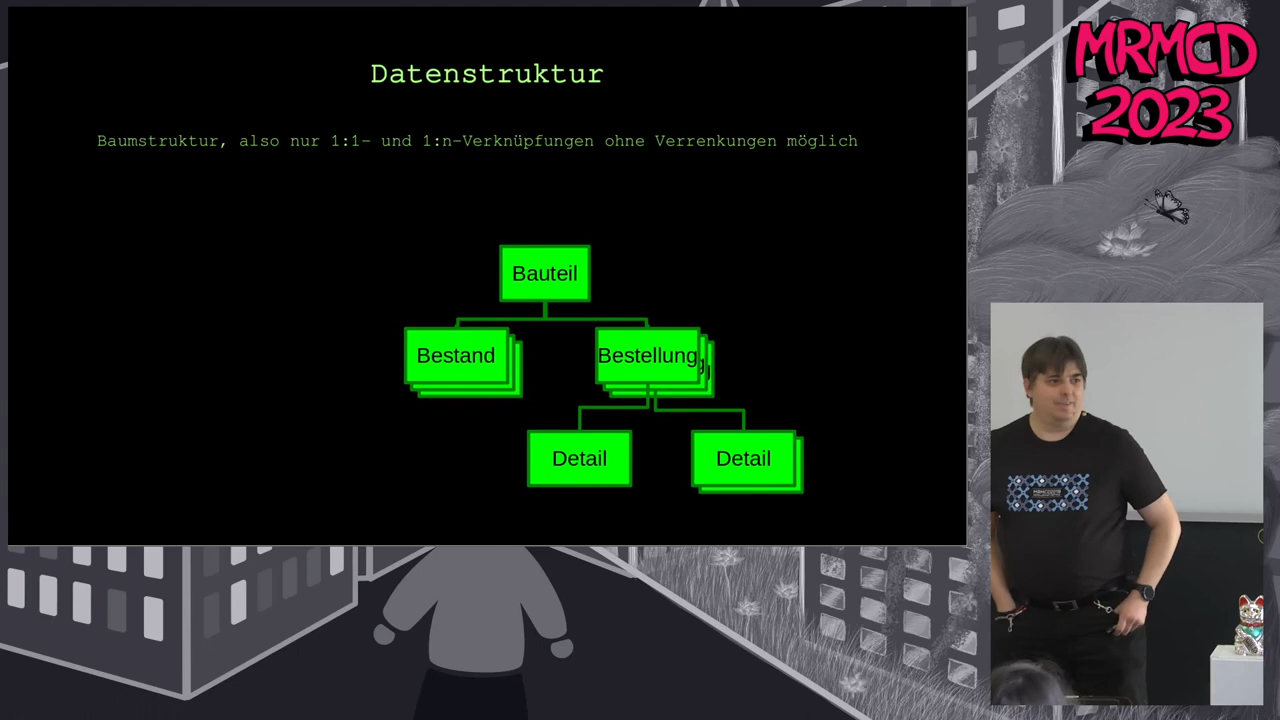 Datenstruktur
MRMCD
2023
Baumstruktur, also nur 1:1- und 1:n-Verknüpfungen ohne Verrenkungen möglich
Bauteil
Bestand
Bestellung
Detail
Detail